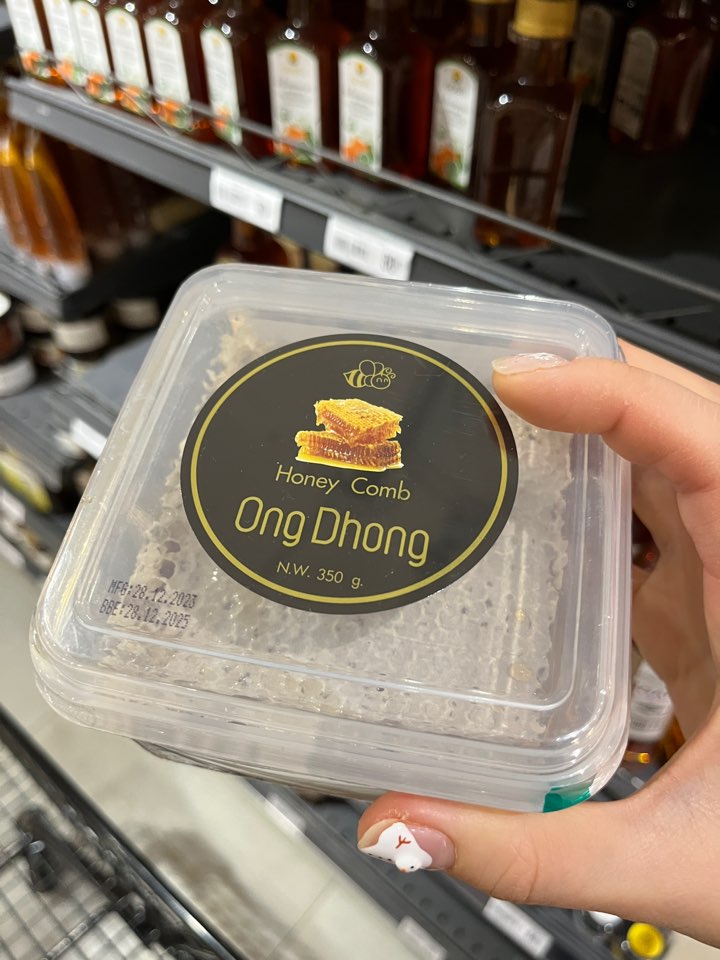 Honey Comb
Ong Dhong
N.W. 350 g.
MFG:28.12.2023
BBE:28.12.2025